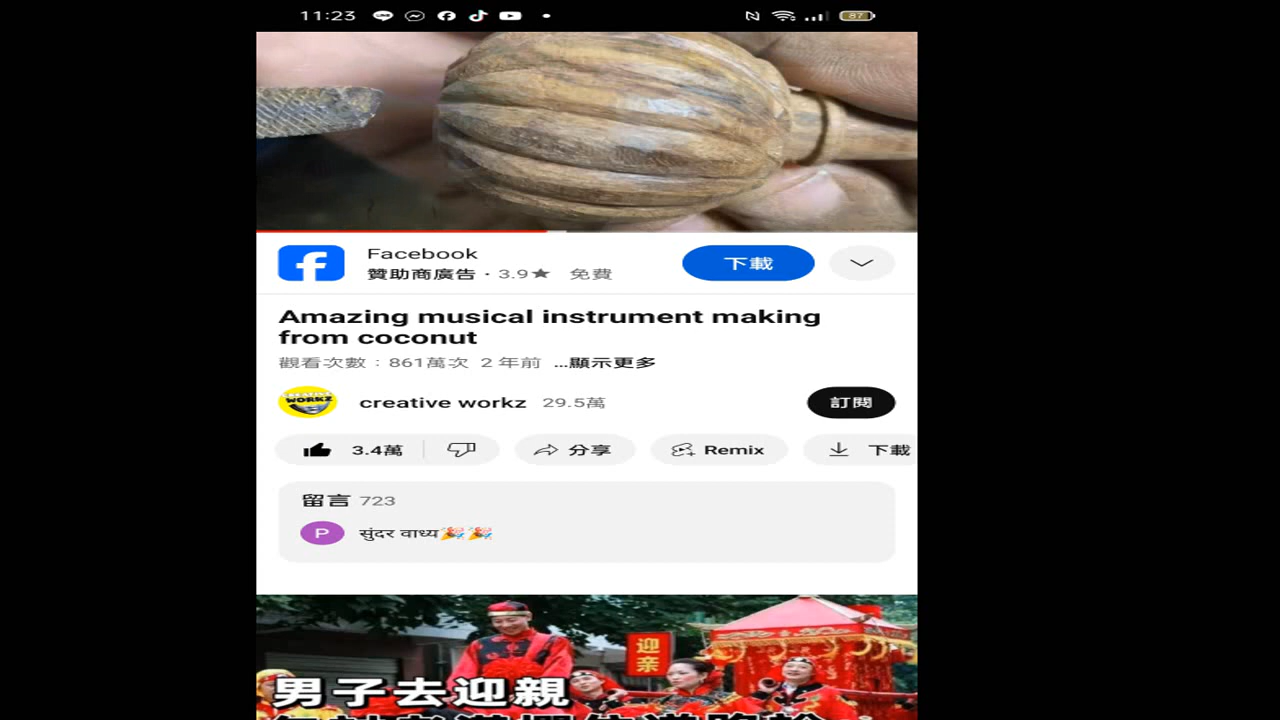 11:23
87
Facebook
贊助商廣告 · 3.9★ 免費
下載
Amazing musical instrument making
from coconut
觀看次數：861萬次 2 年前 ...顯示更多
CREATIVE
WORKZ
creative workz 29.5萬
訂閱
3.4萬
分享
Remix
下載
留言 723
P
सुंदर वाध्य🎉🎉
迎亲
男子去迎親